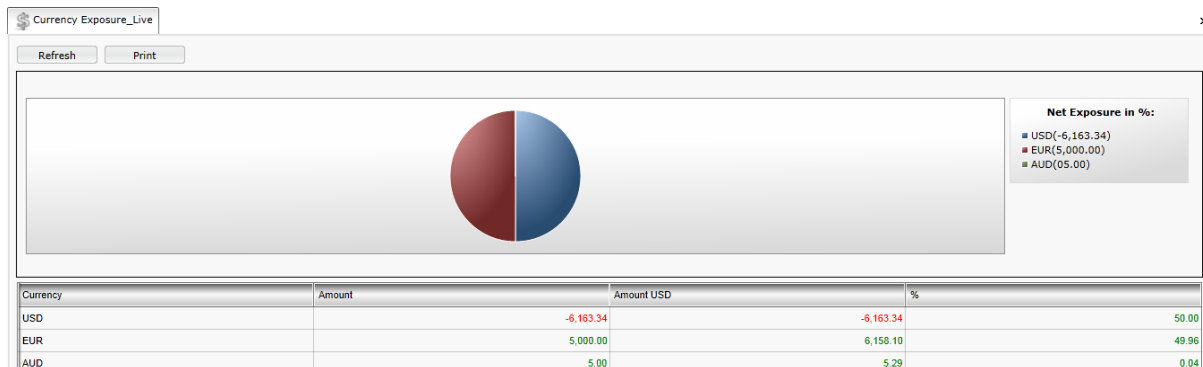 Currency Exposure_Live
Refresh Print
Net Exposure in %:
USD(-6,163.34)
EUR(5,000.00)
AUD(05.00)
Currency Amount Amount USD %
USD -6,163.34 -6,163.34 50.00
EUR 5,000.00 6,158.10 49.96
AUD 5.00 5.29 0.04